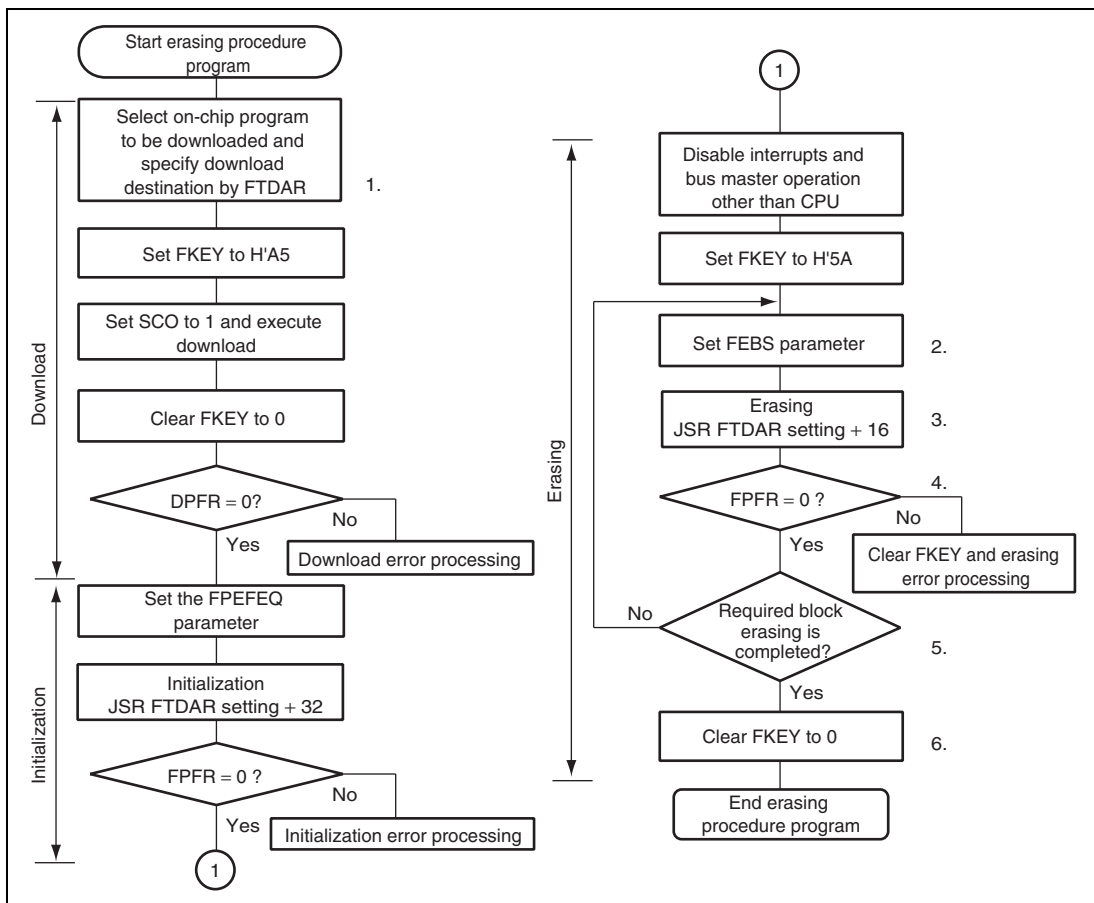 Start erasing procedure
program
Select on-chip program
to be downloaded and
specify download
destination by FTDAR
1.
Set FKEY to H'A5
Set SCO to 1 and execute
download
Clear FKEY to 0
DPFR = 0?
No
Yes
Download error processing
Download
Set the FPEFEQ
parameter
Initialization
JSR FTDAR setting + 32
FPFR = 0 ?
No
Yes
Initialization error processing
Initialization
1
1
Disable interrupts and
bus master operation
other than CPU
Set FKEY to H'5A
Set FEBS parameter
2.
Erasing
JSR FTDAR setting + 16
3.
4.
FPFR = 0 ?
No
Yes
Clear FKEY and erasing
error processing
Required block
erasing is
completed?
No
5.
Yes
Clear FKEY to 0
6.
Erasing
End erasing
procedure program